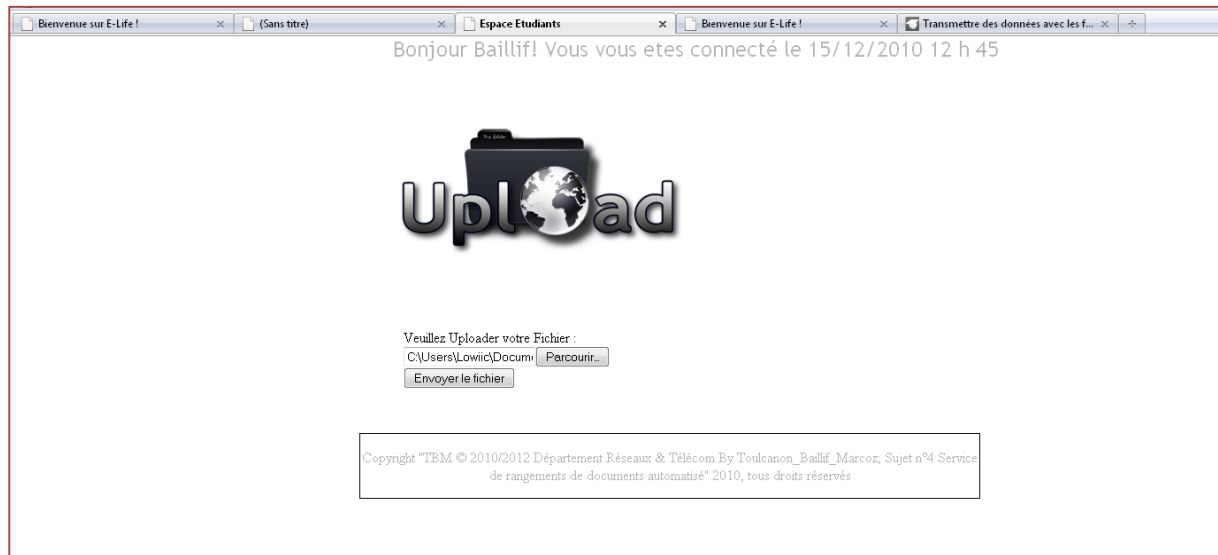 Bienvenue sur E-Life !
(Sans titre)
Espace Etudiants
Bienvenue sur E-Life !
Transmettre des données avec les f...
Bonjour Baillif! Vous vous etes connecté le 15/12/2010 12 h 45
Upload
Veuillez Uploader votre Fichier :
C:\Users\Lowiic\Docum
Parcourir...
Envoyer le fichier
Copyright "TBM © 2010/2012 Département Réseaux & Télécom By Toulcanon_Baillif_Marcoz; Sujet n°4 Service
de rangements de documents automatisé" 2010, tous droits réservés